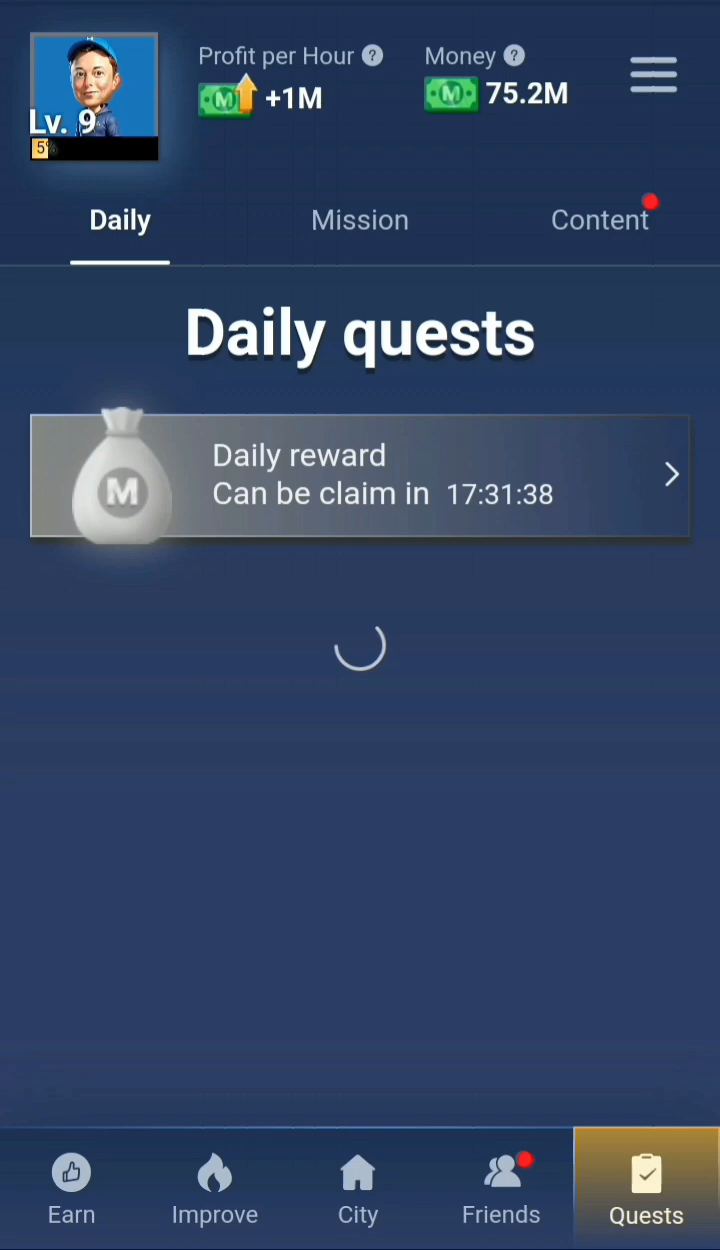 Profit per Hour ?
Money ?
M +1M
M 75.2M
Lv. 9
5%
Daily
Mission
Content
Daily quests
M
Daily reward
Can be claim in 17:31:38
Earn
Improve
City
Friends
Quests